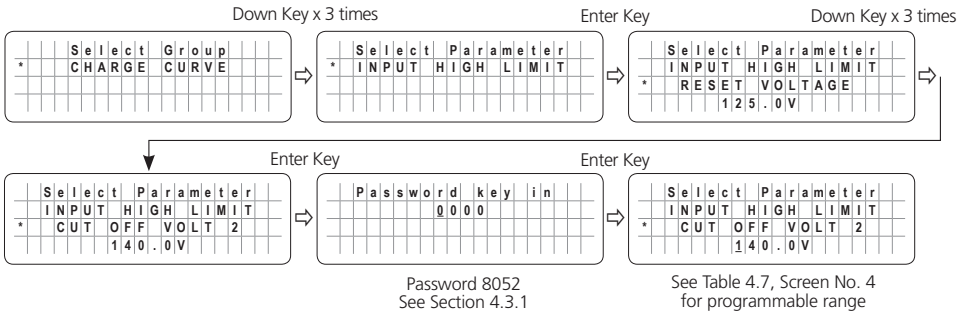 Down Key x 3 times
Enter Key
Down Key x 3 times
Select Group
* CHARGE CURVE
Select Parameter
* INPUT HIGH LIMIT
Select Parameter
INPUT HIGH LIMIT
* RESET VOLTAGE
125.0V
Enter Key
Enter Key
Select Parameter
INPUT HIGH LIMIT
* CUT OFF VOLT 2
140.0V
Password key in
0000
Password 8052
See Section 4.3.1
Select Parameter
INPUT HIGH LIMIT
* CUT OFF VOLT 2
140.0V
See Table 4.7, Screen No. 4
for programmable range